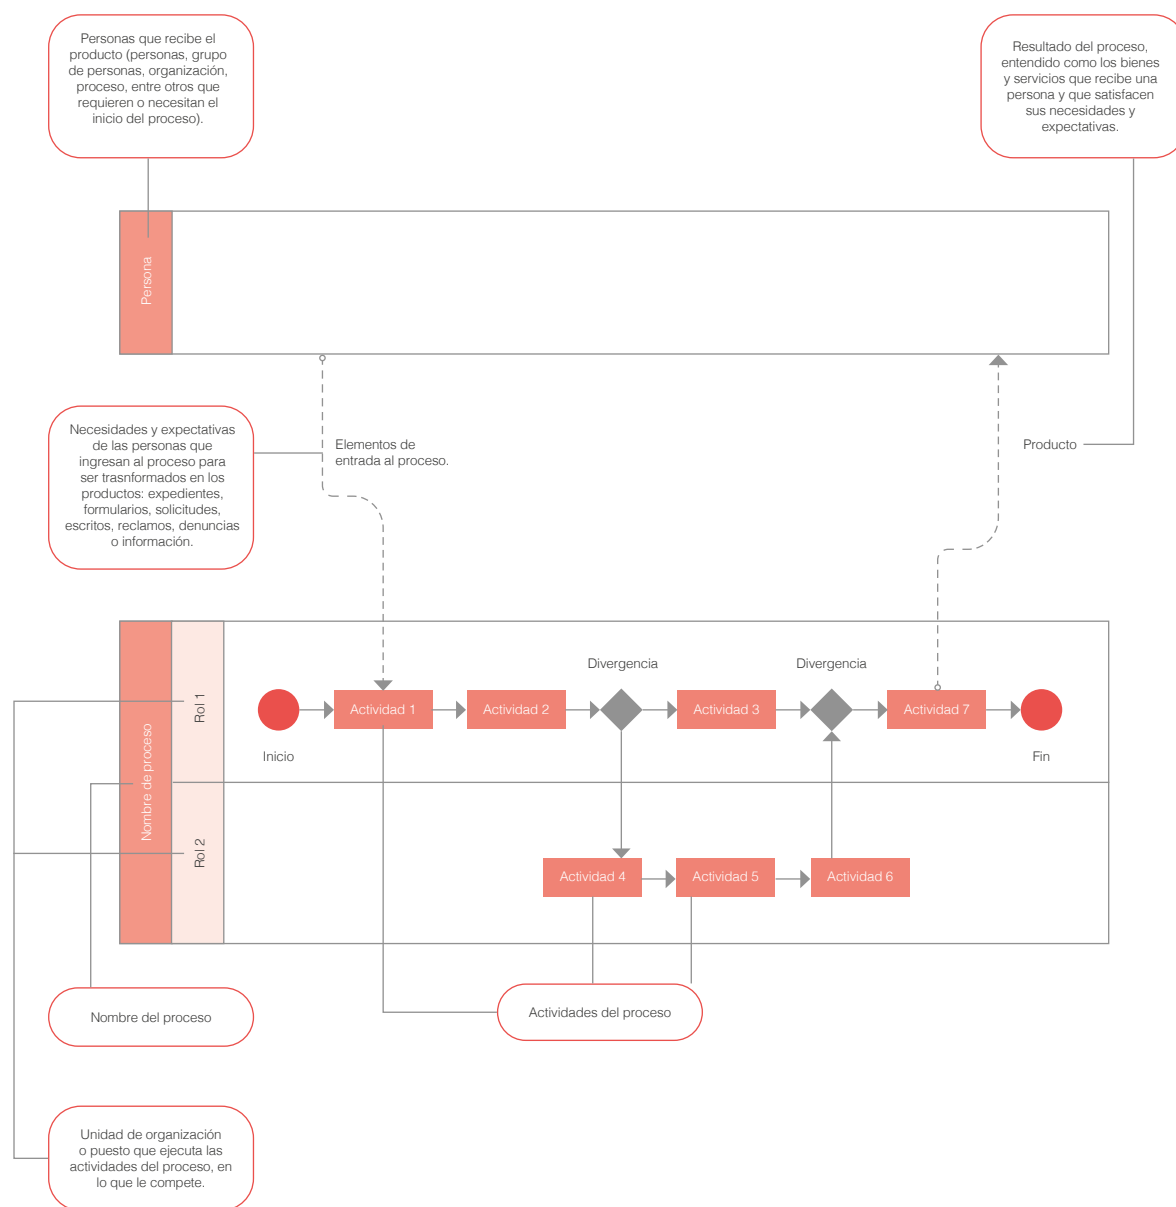 Personas que recibe el
producto (personas, grupo
de personas, organización,
proceso, entre otros que
requieren o necesitan el
inicio del proceso).
Resultado del proceso,
entendido como los bienes
y servicios que recibe una
persona y que satisfacen
sus necesidades y
expectativas.
Persona
Necesidades y expectativas
de las personas que
ingresan al proceso para
ser trasnformados en los
productos: expedientes,
formularios, solicitudes,
escritos, reclamos, denuncias
o información.
Elementos de
entrada al proceso.
Producto
Nombre de proceso
Rol 1
Divergencia
Divergencia
Actividad 1
Actividad 2
Actividad 3
Actividad 7
Inicio
Fin
Rol 2
Actividad 4
Actividad 5
Actividad 6
Nombre del proceso
Actividades del proceso
Unidad de organización
o puesto que ejecuta las
actividades del proceso, en
lo que le compete.